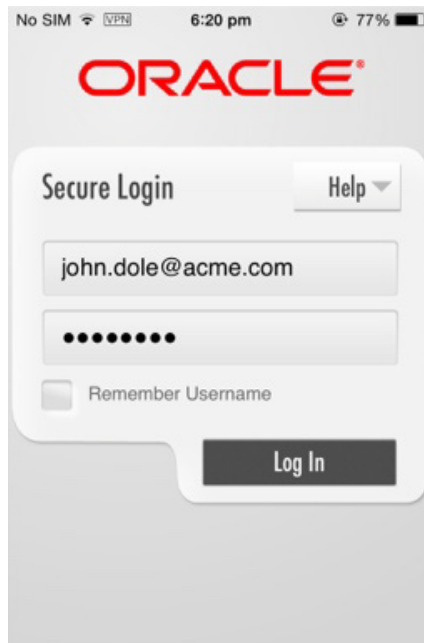 No SIM VPN 6:20 pm 77%
ORACLE®
Secure Login Help
john.dole@acme.com
••••••••
Remember Username
Log In